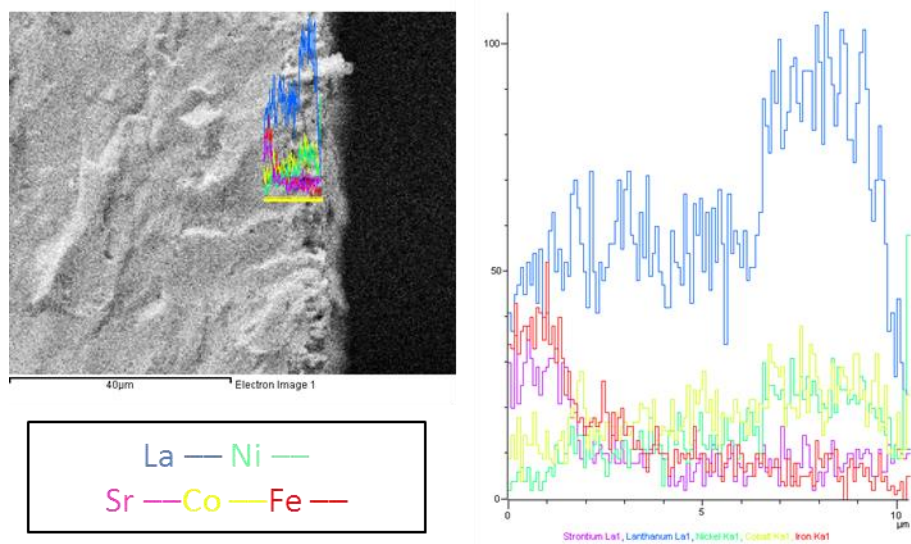 40μm
Electron Image 1
La — Ni —
Sr — Co — Fe —
100
50
0
0
5
10
μm
Strontium La1, Lanthanum La1, Nickel Ka1, Cobalt Ka1, Iron Ka1